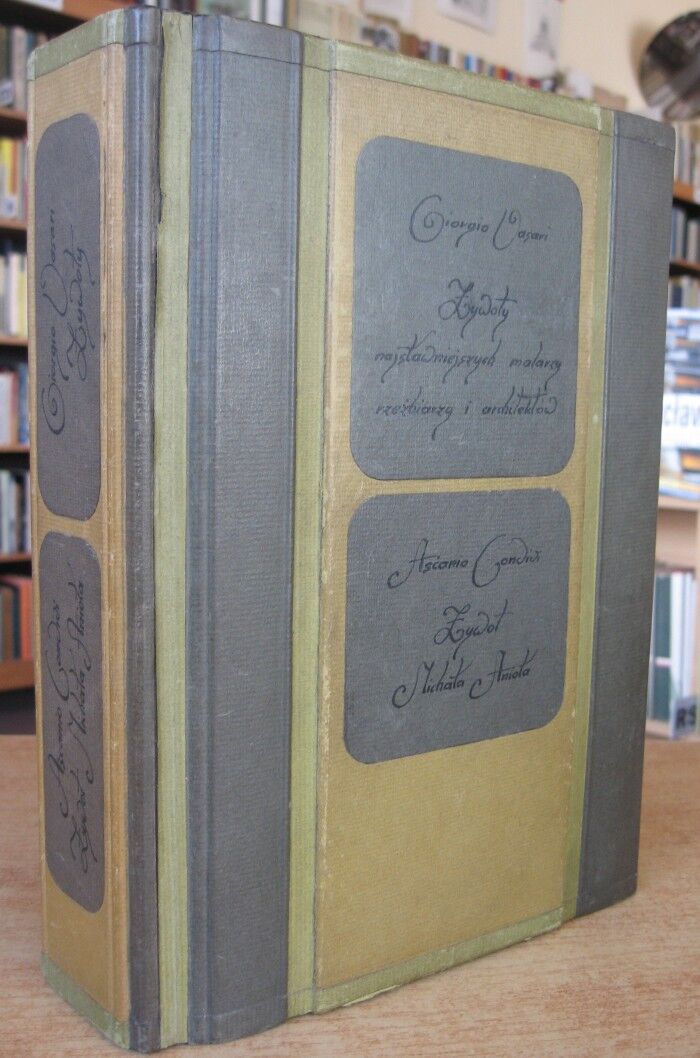 Giorgio Vasari
Żywoty
najsławniejszych malarzy
rzeźbiarzy i architektów
Ascanio Condivi
Żywot
Michała Anioła
Giorgio Vasari
Żywoty
Ascanio Condivi
Żywot Michała Anioła
RS